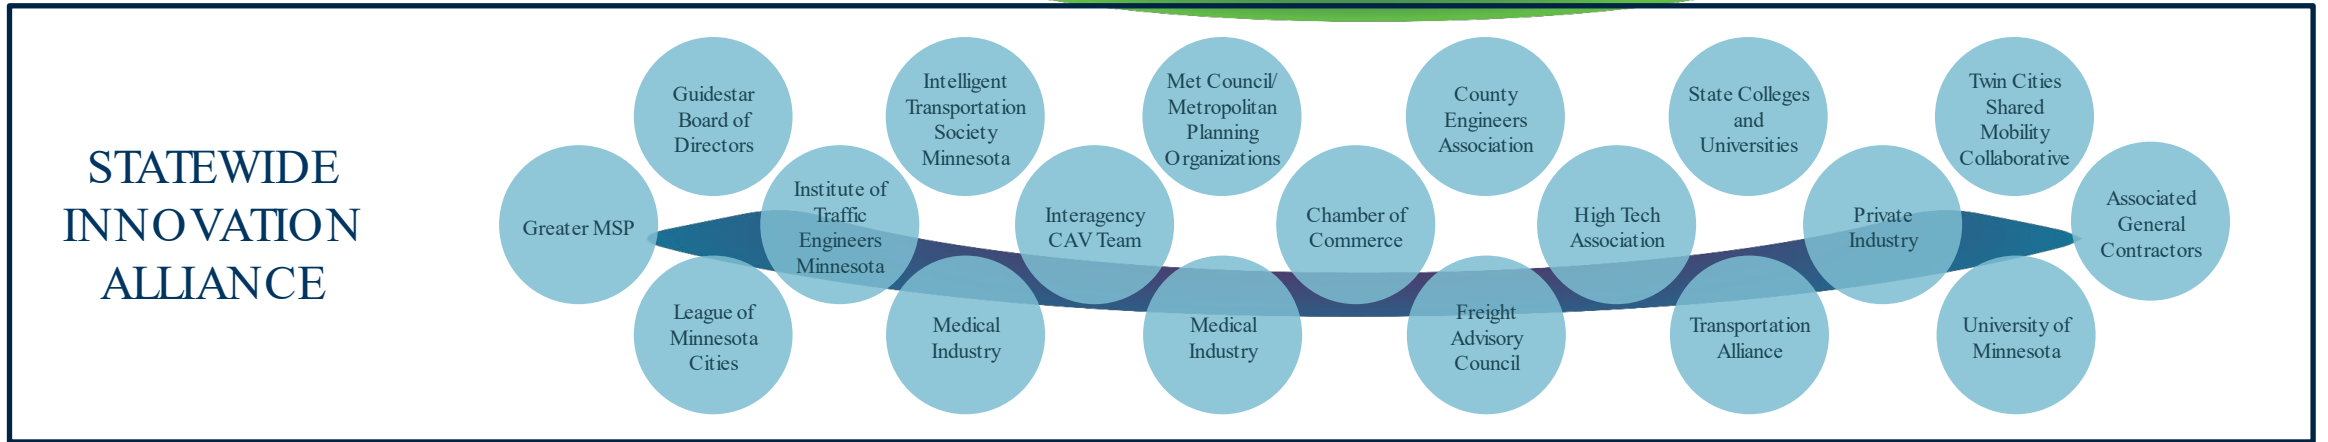 STATEWIDE
INNOVATION
ALLIANCE
Greater MSP
Guidestar
Board of
Directors
League of
Minnesota
Cities
Institute of
Traffic
Engineers
Minnesota
Intelligent
Transportation
Society
Minnesota
Medical
Industry
Interagency
CAV Team
Met Council/
Metropolitan
Planning
Organizations
Medical
Industry
Chamber of
Commerce
County
Engineers
Association
Freight
Advisory
Council
High Tech
Association
State Colleges
and
Universities
Transportation
Alliance
Private
Industry
Twin Cities
Shared
Mobility
Collaborative
University of
Minnesota
Associated
General
Contractors